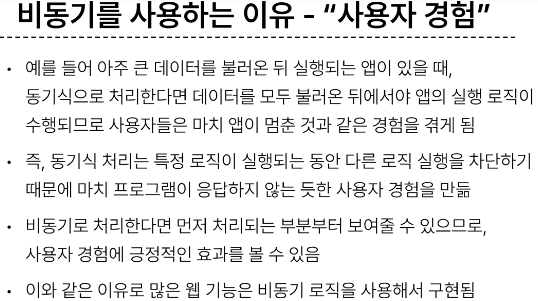 비동기를 사용하는 이유 - “사용자 경험”
• 예를 들어 아주 큰 데이터를 불러온 뒤 실행되는 앱이 있을 때,
동기식으로 처리한다면 데이터를 모두 불러온 뒤에서야 앱의 실행 로직이
수행되므로 사용자들은 마치 앱이 멈춘 것과 같은 경험을 겪게 됨
• 즉, 동기식 처리는 특정 로직이 실행되는 동안 다른 로직 실행을 차단하기
때문에 마치 프로그램이 응답하지 않는 듯한 사용자 경험을 만듦
• 비동기로 처리한다면 먼저 처리되는 부분부터 보여줄 수 있으므로,
사용자 경험에 긍정적인 효과를 볼 수 있음
• 이와 같은 이유로 많은 웹 기능은 비동기 로직을 사용해서 구현됨